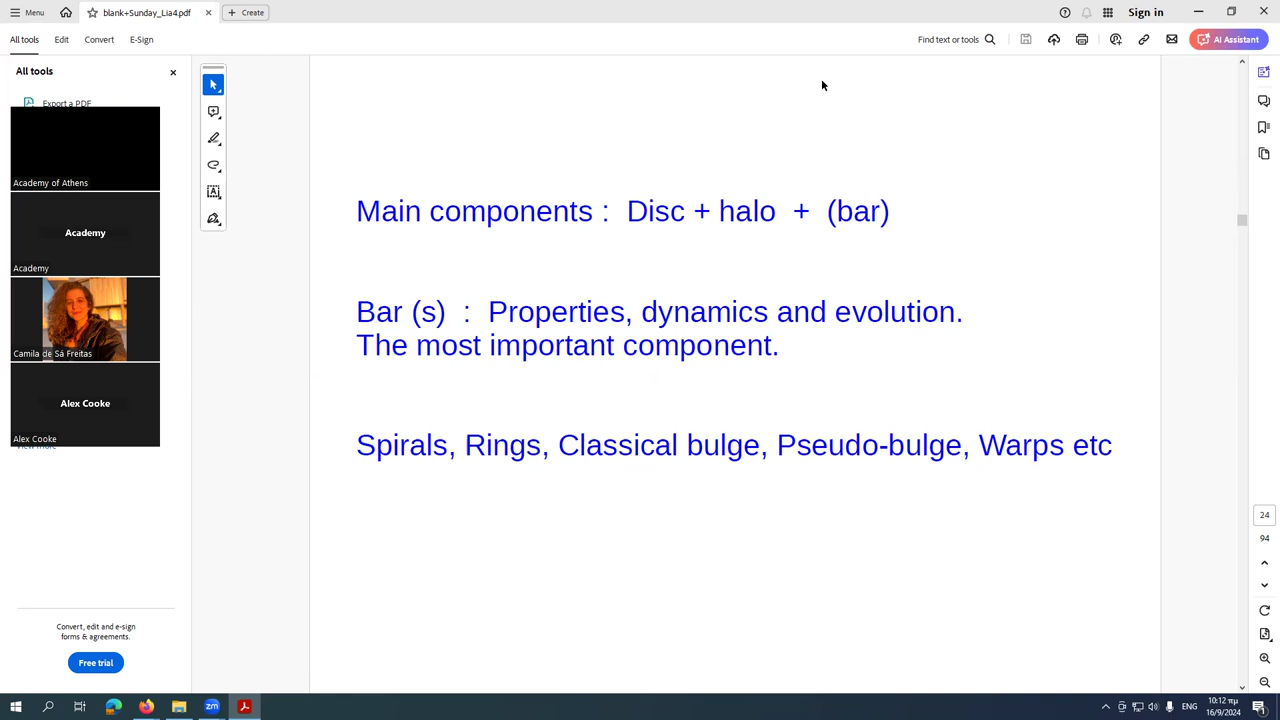 Menu
blank+Sunday_Lia4.pdf
Create
Sign in
All tools
Edit
Convert
E-Sign
Find text or tools
AI Assistant
All tools
Export a PDF
Academy of Athens
Academy
Academy
Camila de Sá Freitas
Alex Cooke
Alex Cooke
Main components : Disc + halo + (bar)
Bar (s) : Properties, dynamics and evolution.
The most important component.
Spirals, Rings, Classical bulge, Pseudo-bulge, Warps etc
24
94
Convert, edit and e-sign
forms & agreements.
Free trial
zm
ENG
10:12 πμ
16/9/2024
1